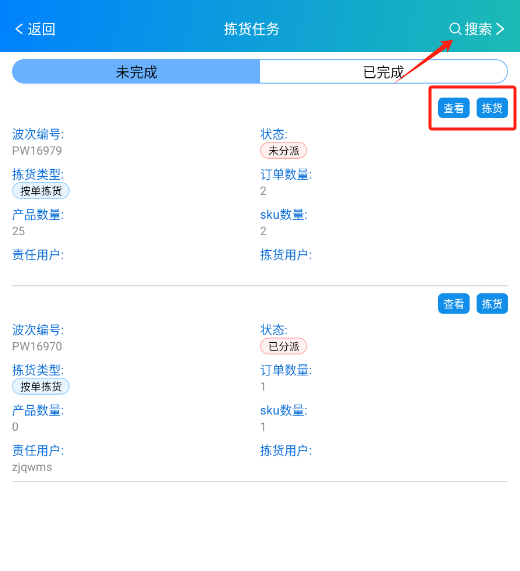 返回 拣货任务 搜索
未完成 已完成
查看 拣货
波次编号: 状态:
PW16979 未分派
拣货类型: 订单数量:
按单拣货 2
产品数量: sku数量:
25 2
责任用户: 拣货用户:
查看 拣货
波次编号: 状态:
PW16970 已分派
拣货类型: 订单数量:
按单拣货 1
产品数量: sku数量:
0 1
责任用户: 拣货用户:
zjqwms